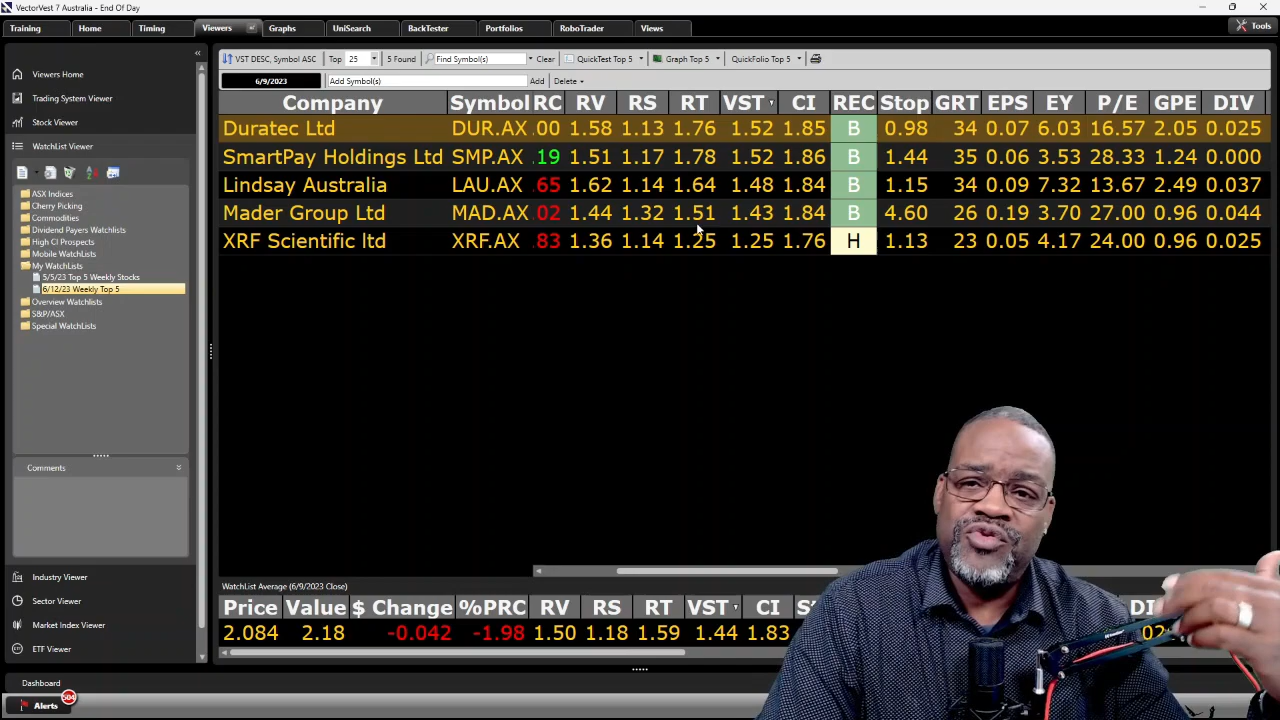 VectorVest 7 Australia - End Of Day
Training Home Timing Viewers Graphs UniSearch BackTester Portfolios RoboTrader Views Tools
Viewers Home
Trading System Viewer
Stock Viewer
WatchList Viewer
ASX Indices
Cherry Picking
Commodities
Dividend Payers Watchlists
High CI Prospects
Mobile WatchLists
My WatchLists
5/5/23 Top 5 Weekly Stocks
6/12/23 Weekly Top 5
Overview Watchlists
S&P/ASX
Special WatchLists
Comments
Industry Viewer
Sector Viewer
Market Index Viewer
ETF Viewer
VST DESC, Symbol ASC Top 25 5 Found Find Symbol(s) Clear QuickTest Top 5 Graph Top 5 QuickFolio Top 5
6/9/2023 Add Symbol(s) Add Delete
Company Symbol RC RV RS RT VST CI REC Stop GRT EPS EY P/E GPE DIV
Duratec Ltd DUR.AX .00 1.58 1.13 1.76 1.52 1.85 B 0.98 34 0.07 6.03 16.57 2.05 0.025
SmartPay Holdings Ltd SMP.AX .19 1.51 1.17 1.78 1.52 1.86 B 1.44 35 0.06 3.53 28.33 1.24 0.000
Lindsay Australia LAU.AX .65 1.62 1.14 1.64 1.48 1.84 B 1.15 34 0.09 7.32 13.67 2.49 0.037
Mader Group Ltd MAD.AX .02 1.44 1.32 1.51 1.43 1.84 B 4.60 26 0.19 3.70 27.00 0.96 0.044
XRF Scientific ltd XRF.AX .83 1.36 1.14 1.25 1.25 1.76 H 1.13 23 0.05 4.17 24.00 0.96 0.025
WatchList Average (6/9/2023 Close)
Price Value $ Change %PRC RV RS RT VST CI
2.084 2.18 -0.042 -1.98 1.50 1.18 1.59 1.44 1.83
Dashboard
Alerts 504